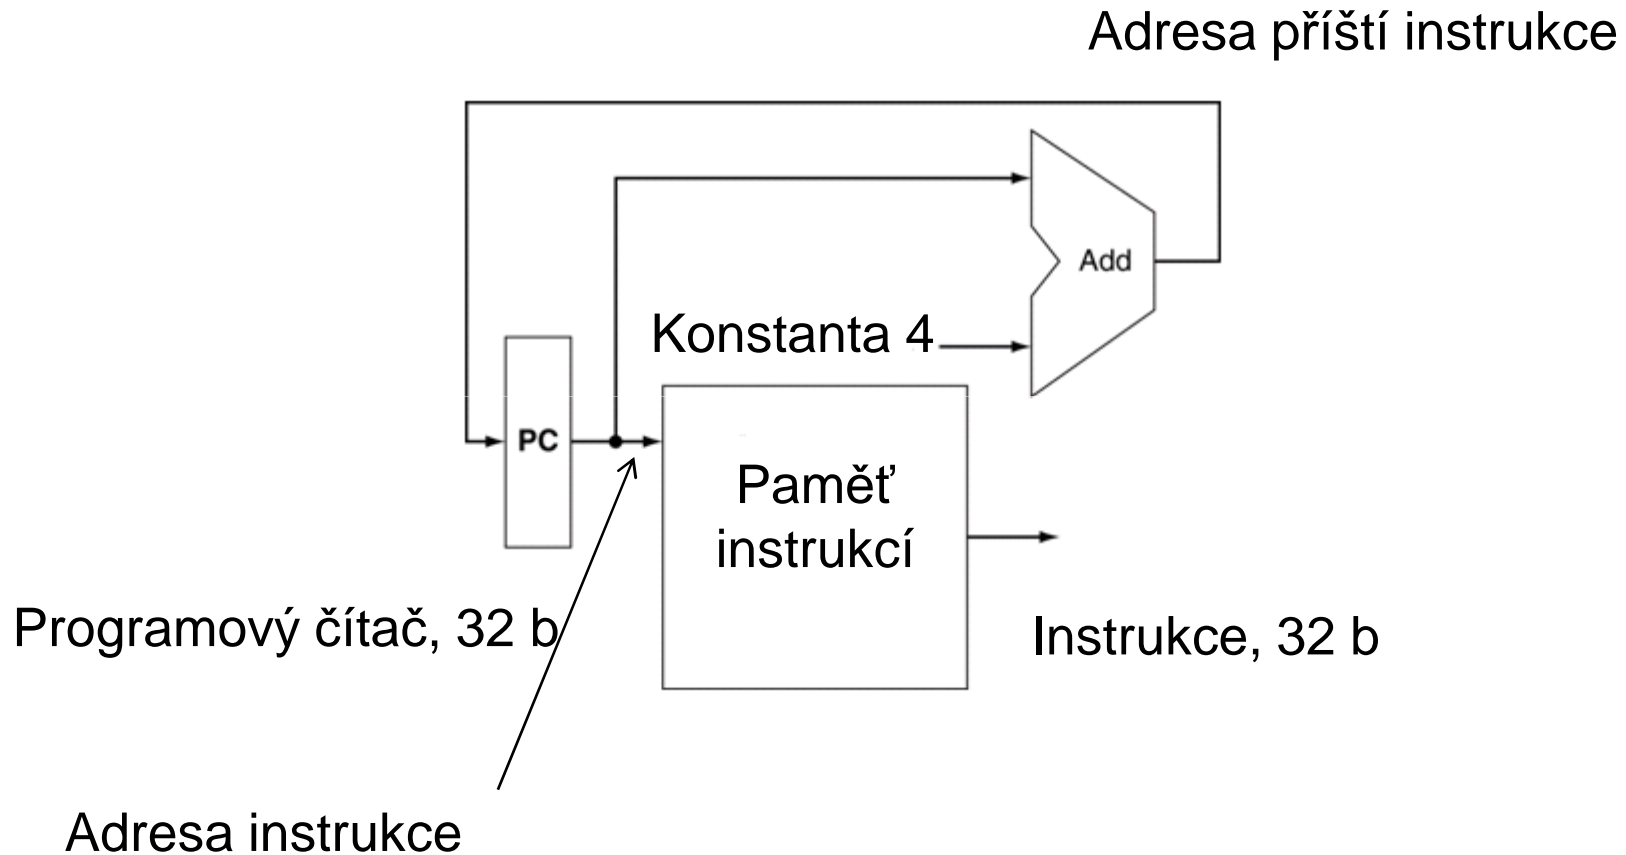 Adresa příští instrukce
Add
Konstanta 4
PC
Paměť
instrukcí
Programový čítač, 32 b
Instrukce, 32 b
Adresa instrukce